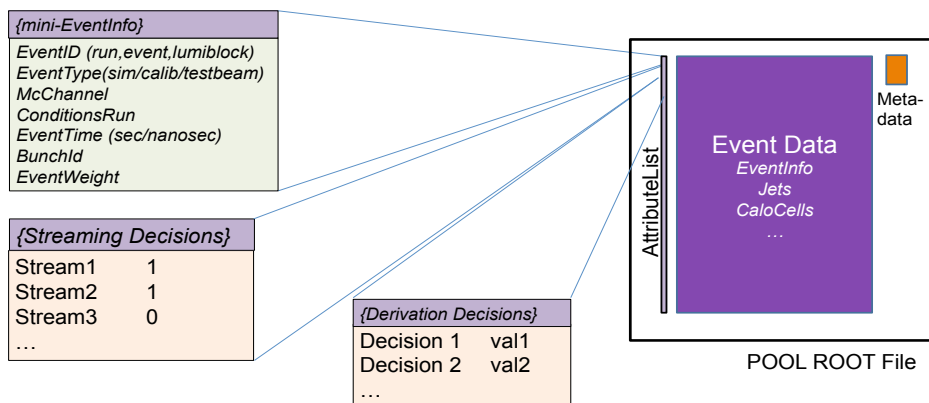 {mini-EventInfo}
EventID (run,event,lumiblock)
EventType(sim/calib/testbeam)
McChannel
ConditionsRun
EventTime (sec/nanosec)
BunchId
EventWeight
{Streaming Decisions}
Stream1 1
Stream2 1
Stream3 0
…
{Derivation Decisions}
Decision 1 val1
Decision 2 val2
…
AttributeList
Event Data
EventInfo
Jets
CaloCells
…
Meta-
data
POOL ROOT File